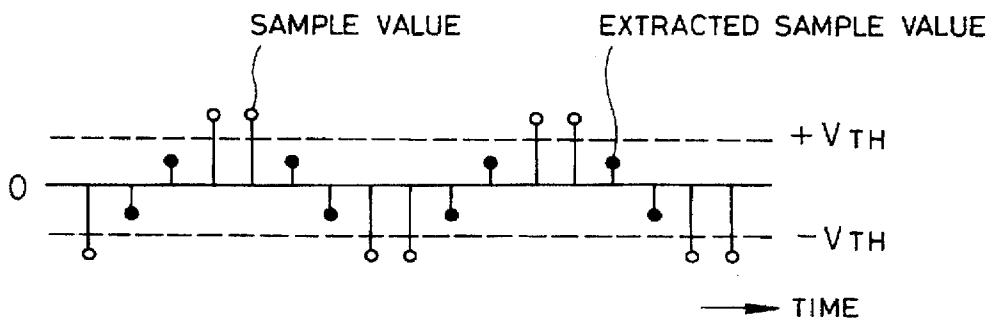 SAMPLE VALUE
EXTRACTED SAMPLE VALUE
+VTH
0
-VTH
TIME